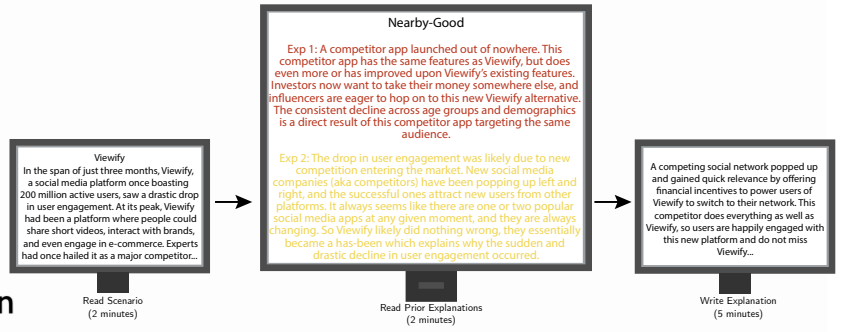 Viewify
In the span of just three months, Viewify,
a social media platform once boasting
200 million active users, saw a drastic drop
in user engagement. At its peak, Viewify
had been a platform where people could
share short videos, interact with brands,
and even engage in e-commerce. Experts
had once hailed it as a major competitor...
Read Scenario
(2 minutes)
n
Nearby-Good
Exp 1: A competitor app launched out of nowhere. This
competitor app has the same features as Viewify, but does
even more or has improved upon Viewify's existing features.
Investors now want to take their money somewhere else, and
influencers are eager to hop on to this new Viewify alternative.
The consistent decline across age groups and demographics
is a direct result of this competitor app targeting the same
audience.
Exp 2: The drop in user engagement was likely due to new
competition entering the market. New social media
companies (aka competitors) have been popping up left and
right, and the successful ones attract new users from other
platforms. It always seems like there are one or two popular
social media apps at any given moment, and they are always
changing. So Viewify likely did nothing wrong, they essentially
became a has-been which explains why the sudden and
drastic decline in user engagement occurred.
Read Prior Explanations
(2 minutes)
A competing social network popped up
and gained quick relevance by offering
financial incentives to power users of
Viewify to switch to their network. This
competitor does everything as well as
Viewify, so users are happily engaged with
this new platform and do not miss
Viewify...
Write Explanation
(5 minutes)